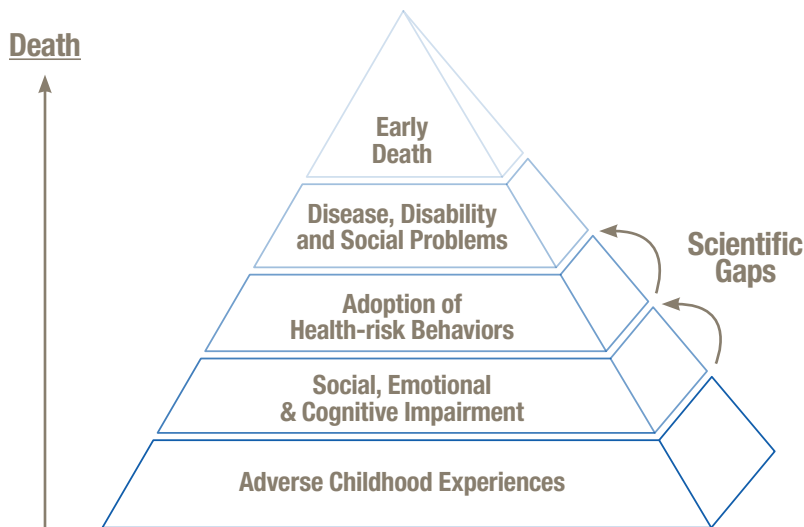 Death
Early
Death
Disease, Disability
and Social Problems
Scientific
Gaps
Adoption of
Health-risk Behaviors
Social, Emotional
& Cognitive Impairment
Adverse Childhood Experiences